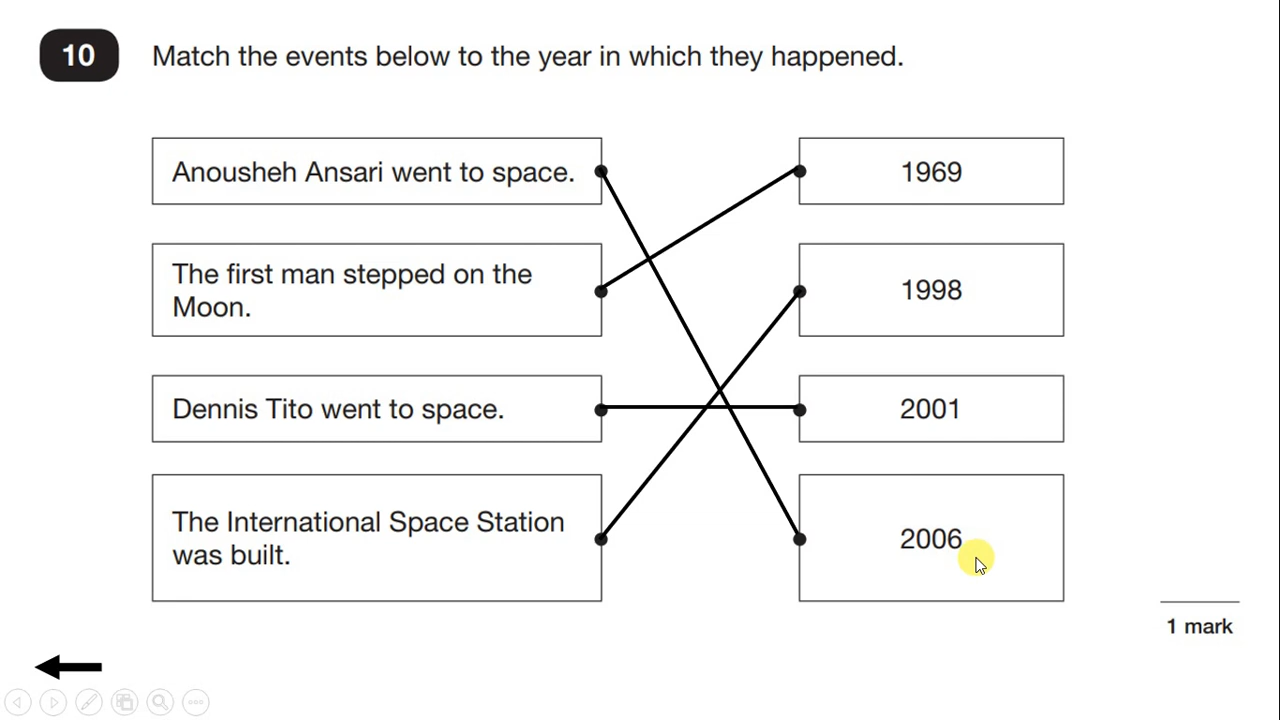 10 Match the events below to the year in which they happened.
Anousheh Ansari went to space.
1969
The first man stepped on the
Moon.
1998
Dennis Tito went to space.
2001
The International Space Station
was built.
2006
1 mark